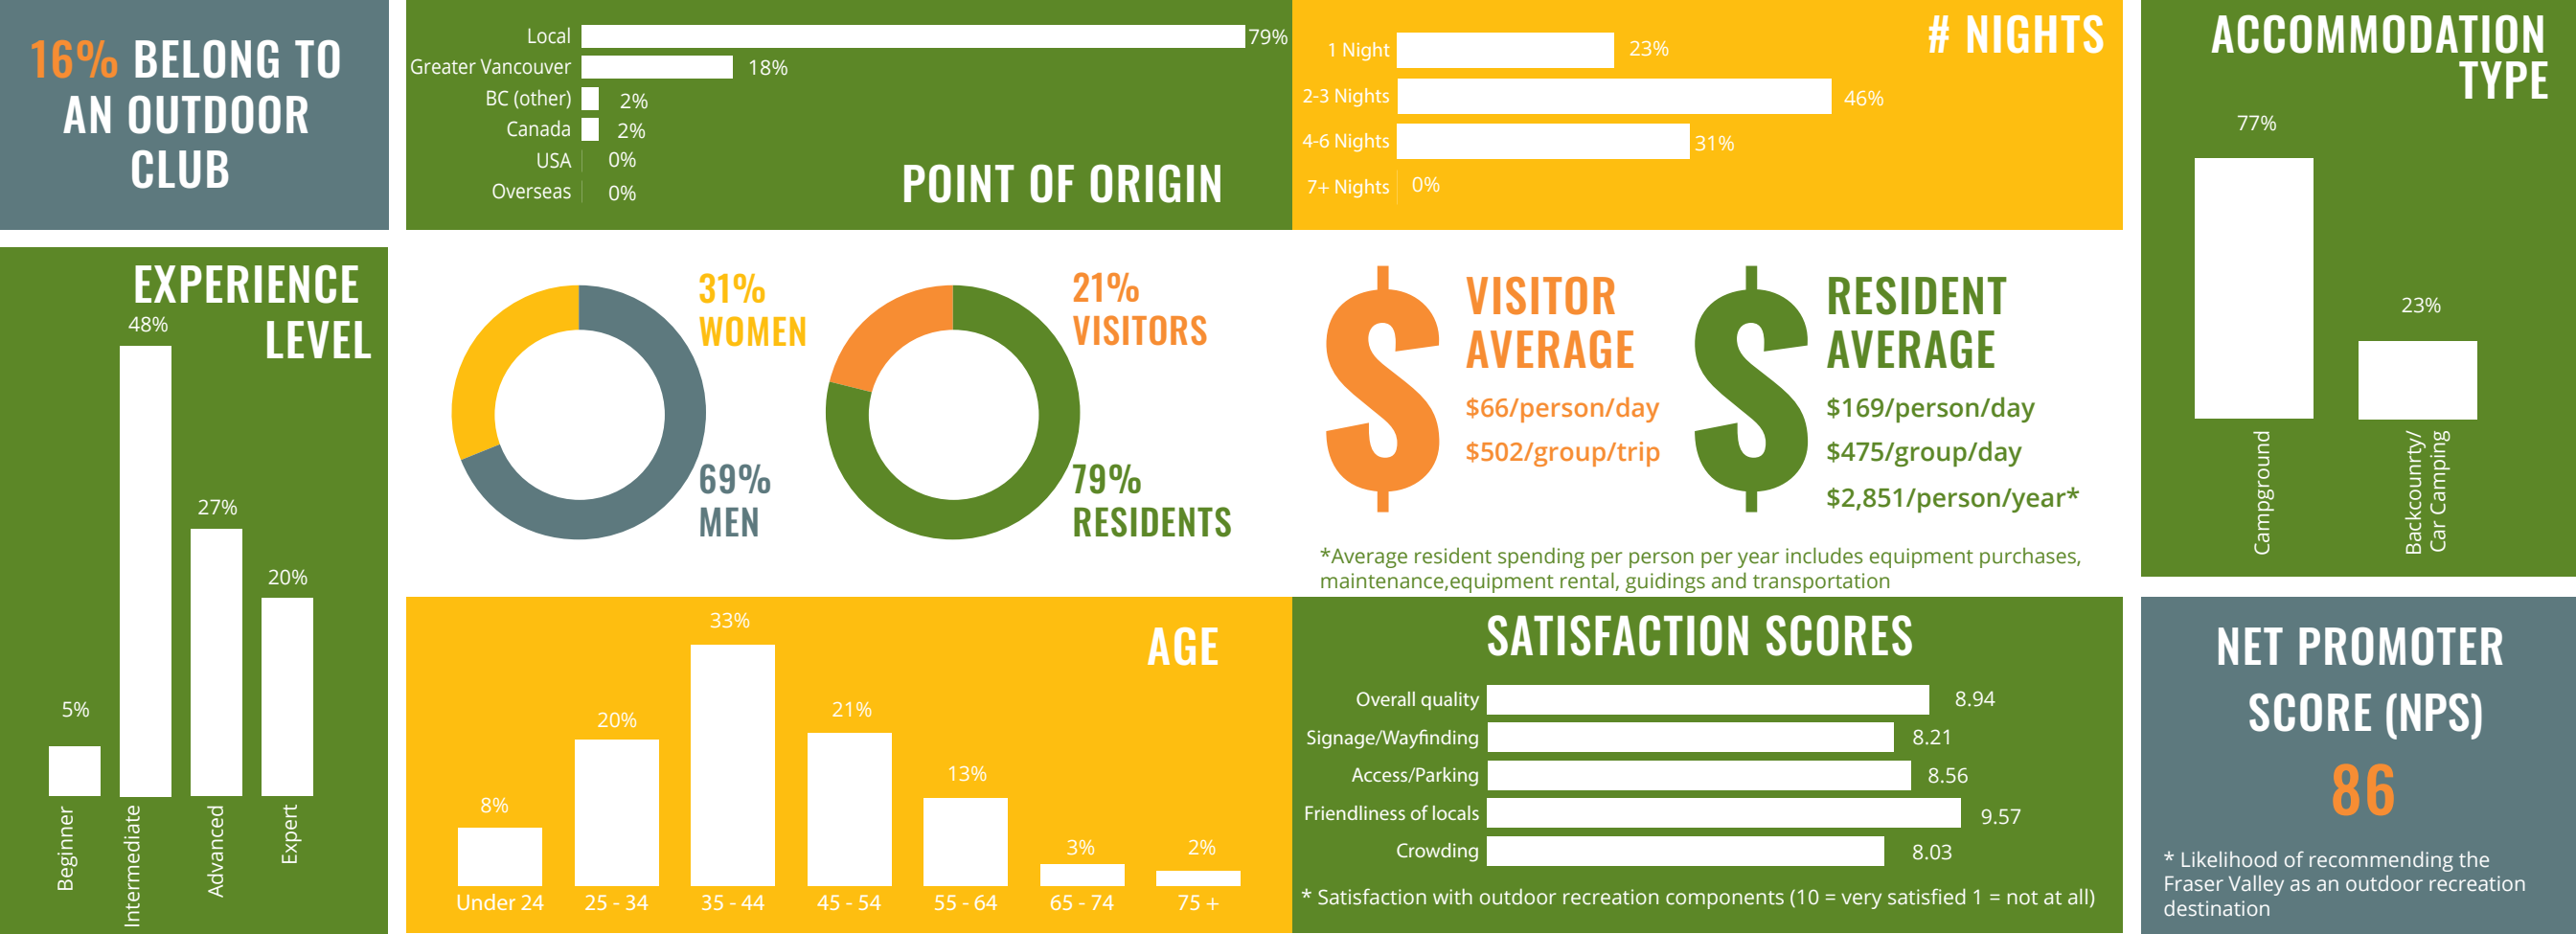 16% BELONG TO
AN OUTDOOR
CLUB
Local 79%
Greater Vancouver 18%
BC (other) 2%
Canada 2%
USA 0%
Overseas 0%
POINT OF ORIGIN
# NIGHTS
1 Night 23%
2-3 Nights 46%
4-6 Nights 31%
7+ Nights 0%
ACCOMMODATION
TYPE
77%
23%
Campground
Backcounrty/
Car Camping
EXPERIENCE
LEVEL
48%
27%
20%
5%
Beginner
Intermediate
Advanced
Expert
31%
WOMEN
69%
MEN
21%
VISITORS
79%
RESIDENTS
$
VISITOR
AVERAGE
$66/person/day
$502/group/trip
$
RESIDENT
AVERAGE
$169/person/day
$475/group/day
$2,851/person/year*
*Average resident spending per person per year includes equipment purchases,
maintenance,equipment rental, guidings and transportation
AGE
8%
20%
33%
21%
13%
3%
2%
Under 24
25 - 34
35 - 44
45 - 54
55 - 64
65 - 74
75 +
SATISFACTION SCORES
Overall quality 8.94
Signage/Wayfinding 8.21
Access/Parking 8.56
Friendliness of locals 9.57
Crowding 8.03
* Satisfaction with outdoor recreation components (10 = very satisfied 1 = not at all)
NET PROMOTER
SCORE (NPS)
86
* Likelihood of recommending the
Fraser Valley as an outdoor recreation
destination